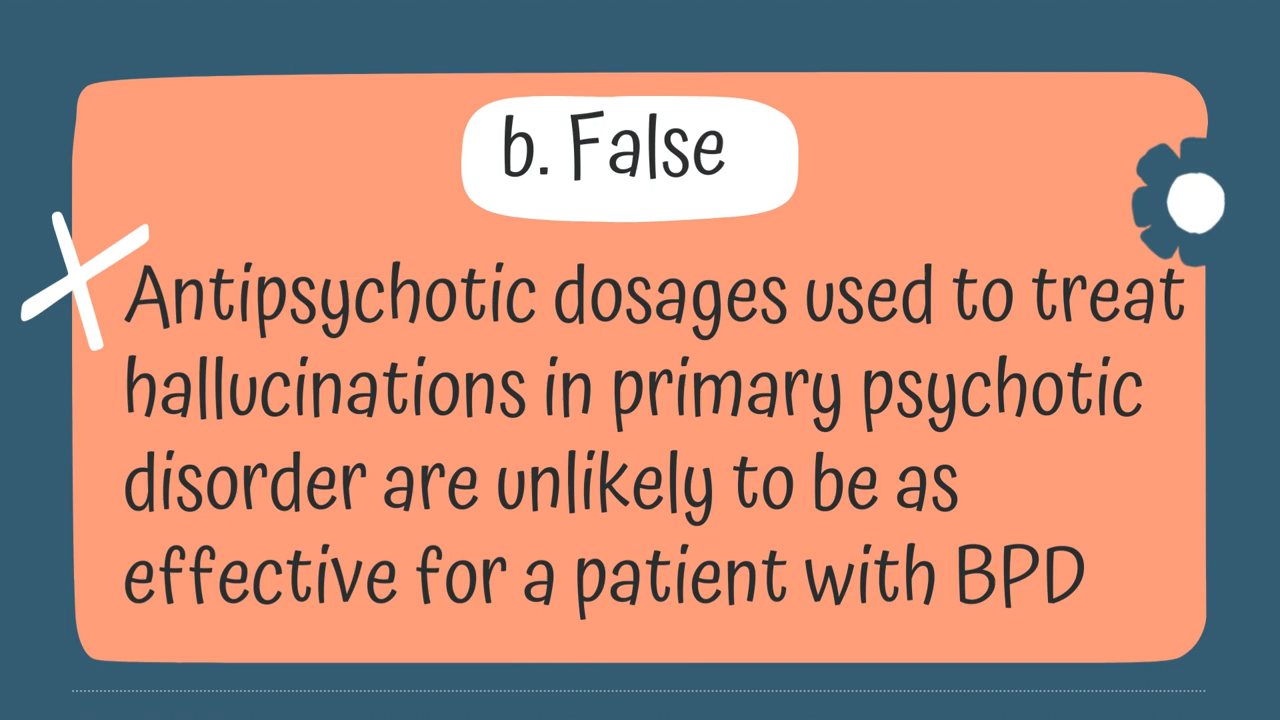 b. False
Antipsychotic dosages used to treat
hallucinations in primary psychotic
disorder are unlikely to be as
effective for a patient with BPD